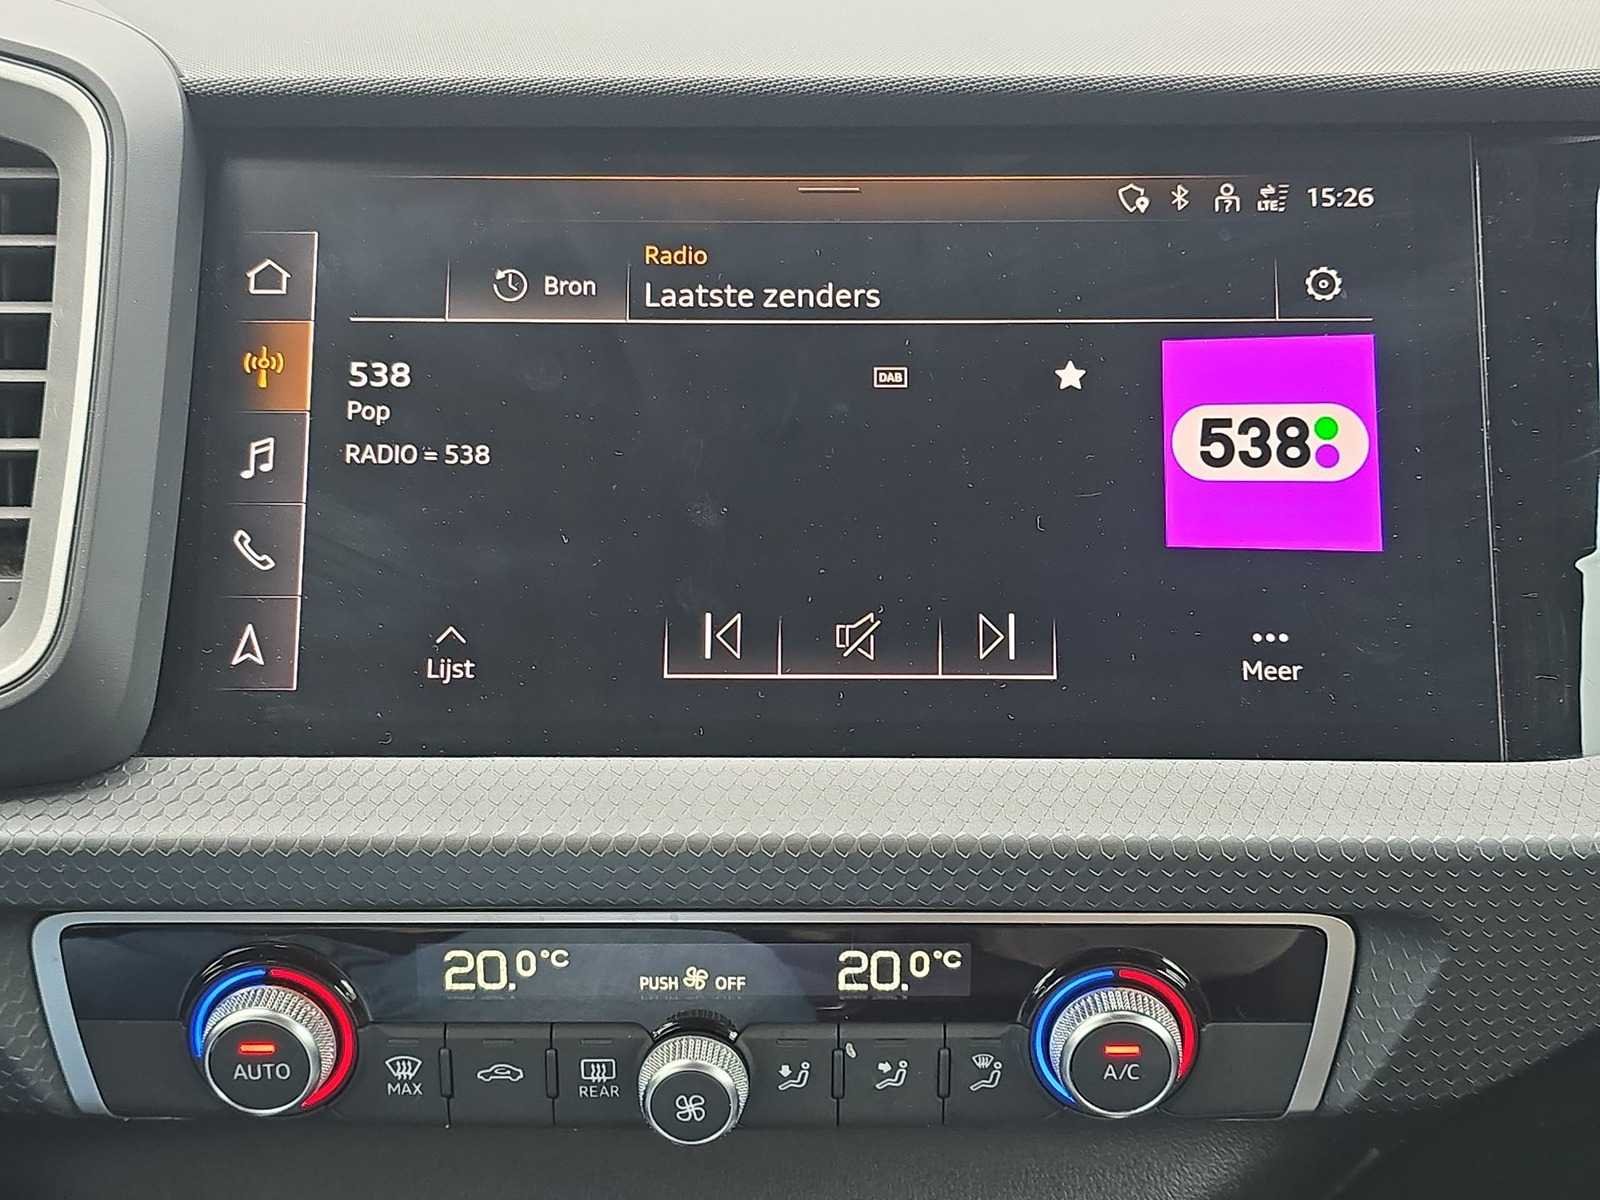 LTE 15:26
Radio
Bron Laatste zenders
538 DAB
Pop
RADIO = 538
538
Lijst
Meer
20.0°C PUSH OFF 20.0°C
AUTO MAX REAR A/C